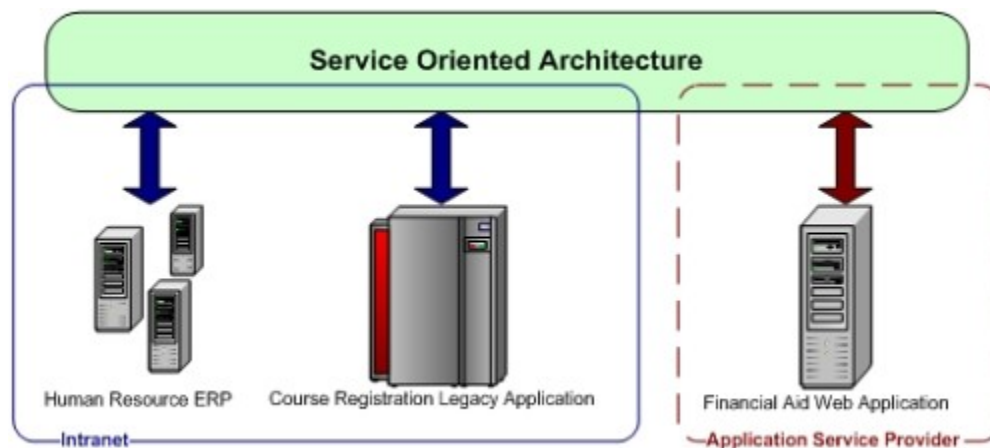 Service Oriented Architecture
Human Resource ERP
Course Registration Legacy Application
Financial Aid Web Application
Intranet
Application Service Provider